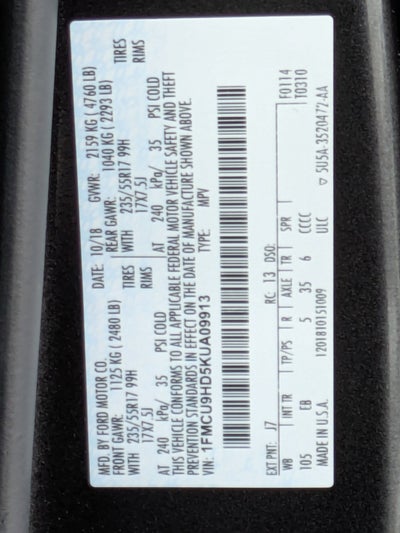 MFD. BY FORD MOTOR CO.
DATE: 10/18 GVWR: 2159 KG ( 4760 LB)
FRONT GAWR: 1125 KG ( 2480 LB) REAR GAWR: 1040 KG ( 2293 LB)
WITH TIRES WITH TIRES
235/55R17 99H RIMS 235/55R17 99H RIMS
17X7.5J 17X7.5J
AT 240 kPa/ 35 PSI COLD AT 240 kPa/ 35 PSI COLD
THIS VEHICLE CONFORMS TO ALL APPLICABLE FEDERAL MOTOR VEHICLE SAFETY AND THEFT
PREVENTION STANDARDS IN EFFECT ON THE DATE OF MANUFACTURE SHOWN ABOVE.
VIN: 1FMCU9HD5KUA09913 TYPE: MPV
F0114
EXT PNT: J7 RC: 13 DSO: T0310
WB INT TR TP/PS R AXLE TR SPR
105 EB 5 35 6 CCCC
MADE IN U.S.A. 1201810151009 ULC ▽ 5U5A-3520472-AA